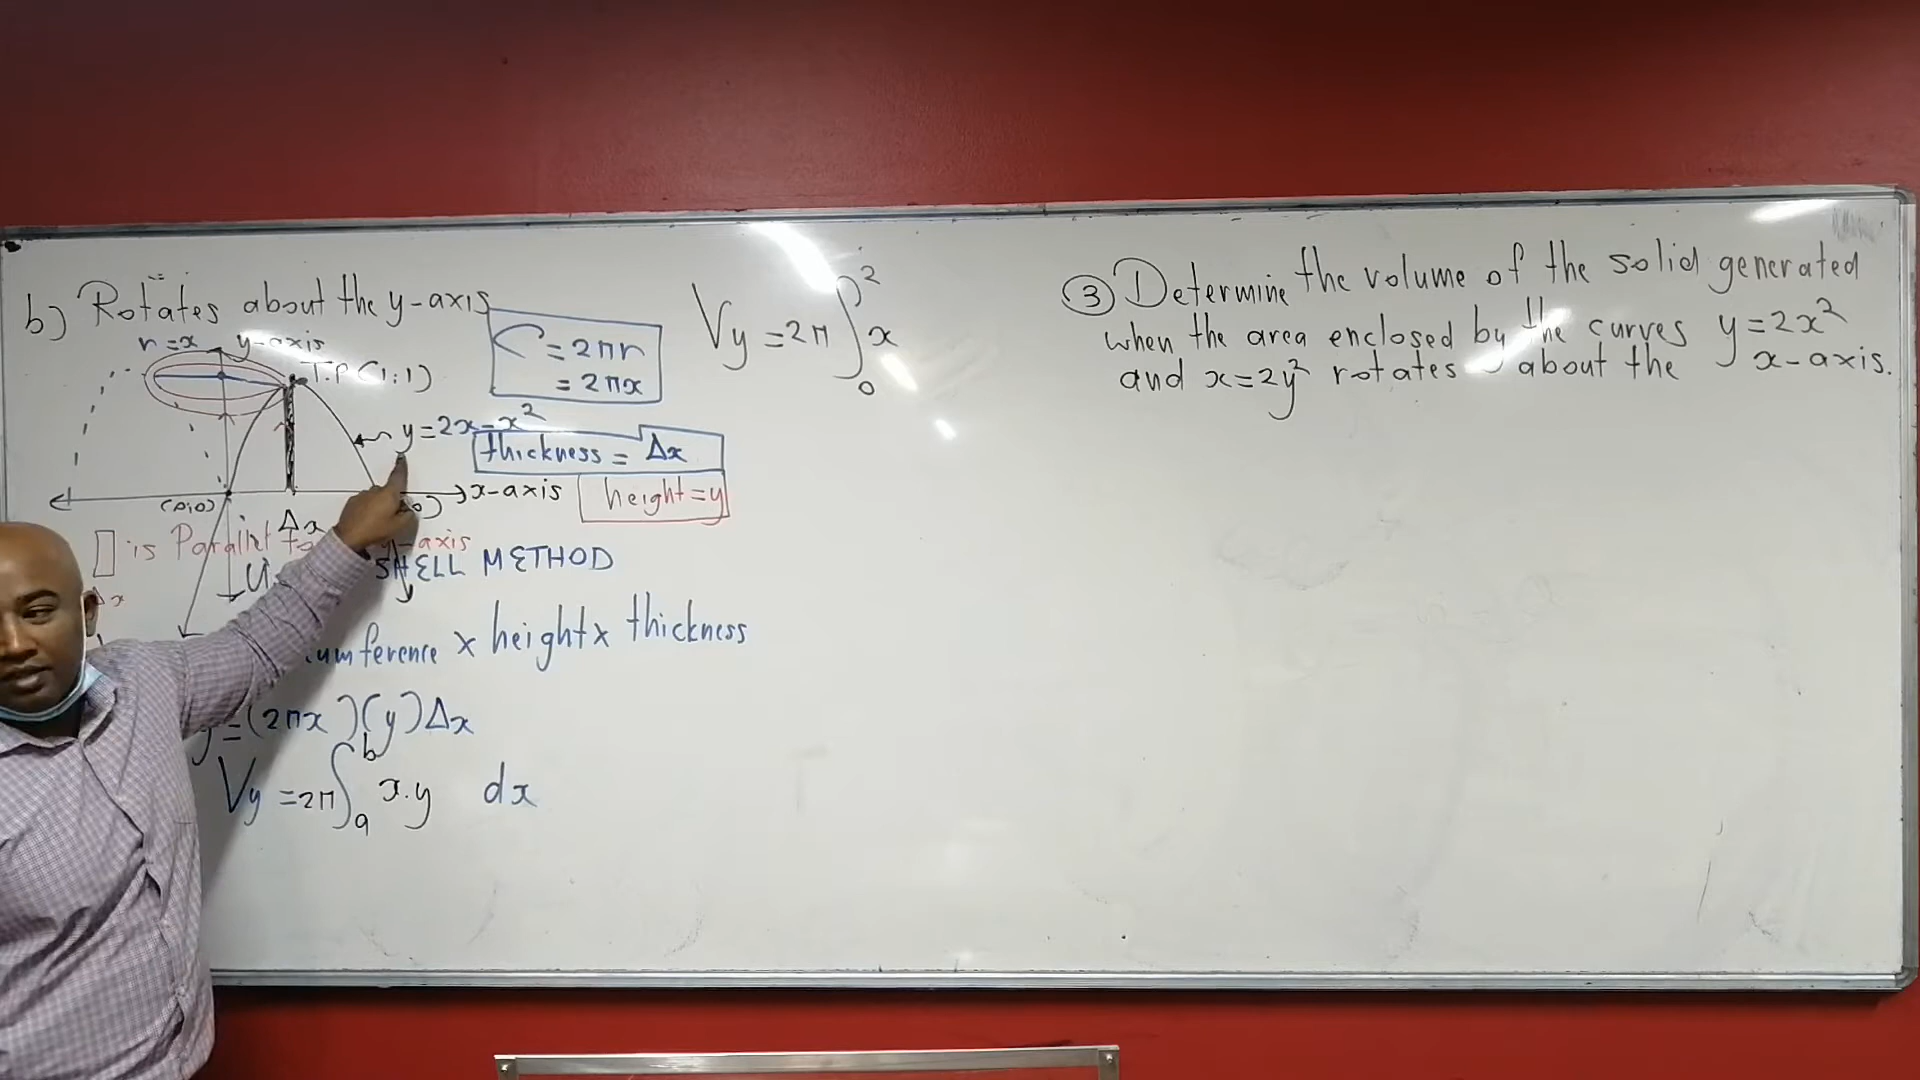 b) Rotates about the y-axis
r = x y-axis
T.P (1;1)
C = 2πr
= 2πx
y = 2x - x²
thickness = Δx
x-axis
height = y
(0;0)
Δx
▯ is Parallel to y-axis
Δx
SHELL METHOD
umference x height x thickness
= (2πx)(y)Δx
Vy = 2π∫ₐᵇ x.y dx
Vy = 2π∫₀² x
③ Determine the volume of the solid generated
when the area enclosed by the curves y = 2x²
and x = 2y² rotates about the x-axis.